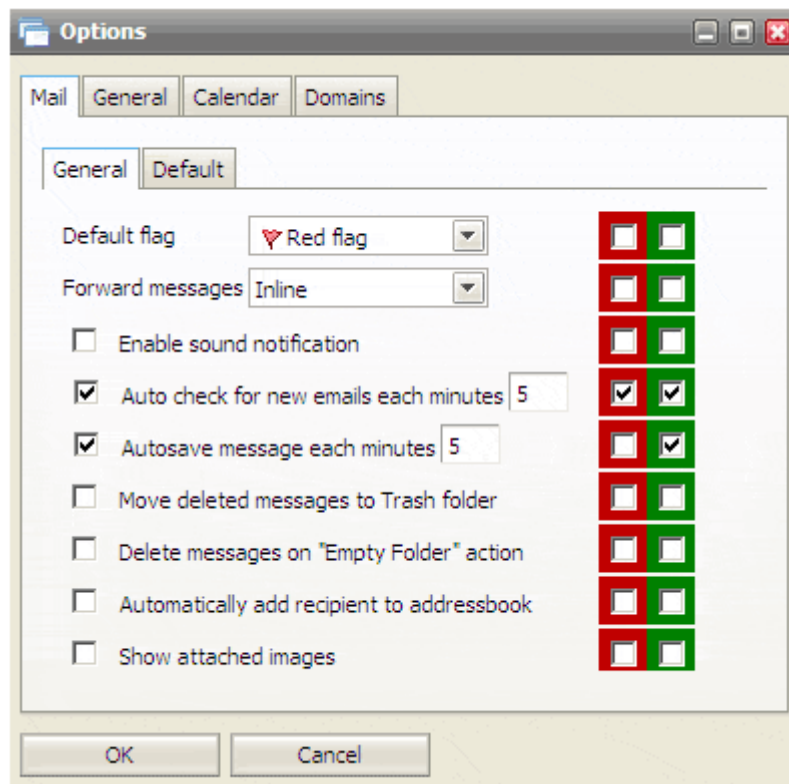 Options
Mail General Calendar Domains
General Default
Default flag Red flag
Forward messages Inline
Enable sound notification
Auto check for new emails each minutes 5
Autosave message each minutes 5
Move deleted messages to Trash folder
Delete messages on "Empty Folder" action
Automatically add recipient to addressbook
Show attached images
OK Cancel